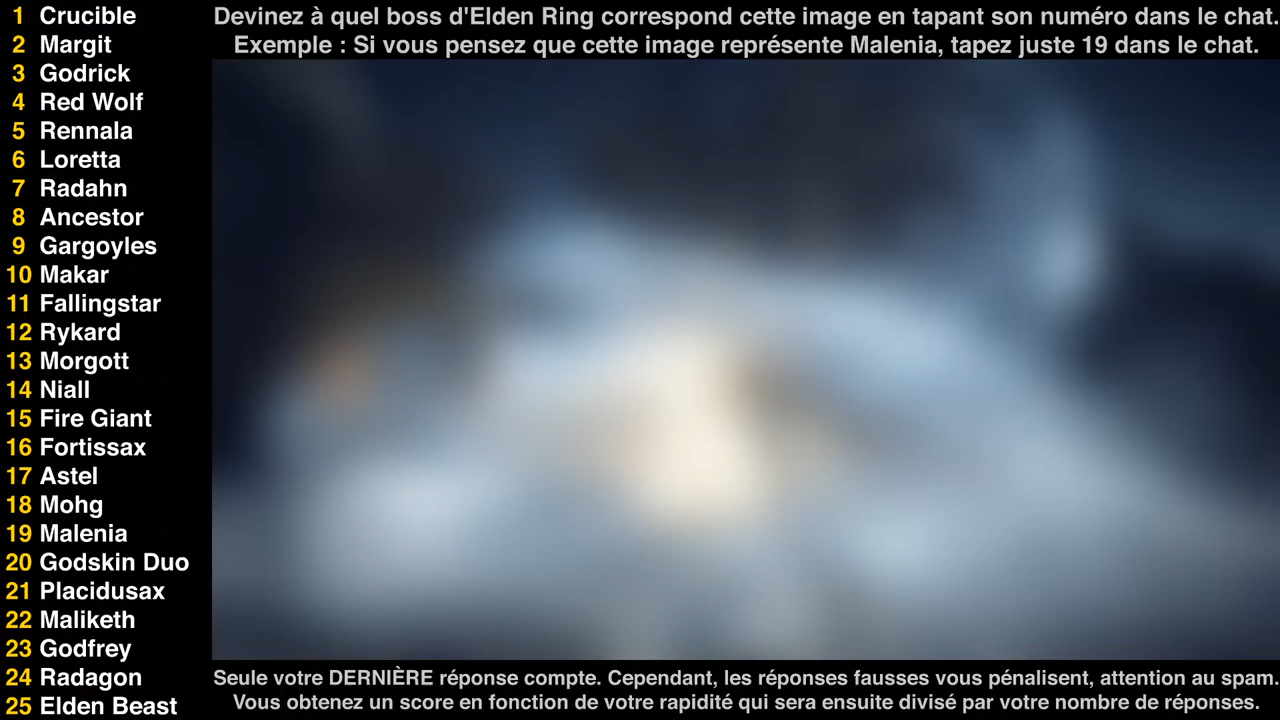 Devinez à quel boss d'Elden Ring correspond cette image en tapant son numéro dans le chat.
Exemple : Si vous pensez que cette image représente Malenia, tapez juste 19 dans le chat.
1 Crucible
2 Margit
3 Godrick
4 Red Wolf
5 Rennala
6 Loretta
7 Radahn
8 Ancestor
9 Gargoyles
10 Makar
11 Fallingstar
12 Rykard
13 Morgott
14 Niall
15 Fire Giant
16 Fortissax
17 Astel
18 Mohg
19 Malenia
20 Godskin Duo
21 Placidusax
22 Maliketh
23 Godfrey
24 Radagon
25 Elden Beast
Seule votre DERNIÈRE réponse compte. Cependant, les réponses fausses vous pénalisent, attention au spam.
Vous obtenez un score en fonction de votre rapidité qui sera ensuite divisé par votre nombre de réponses.